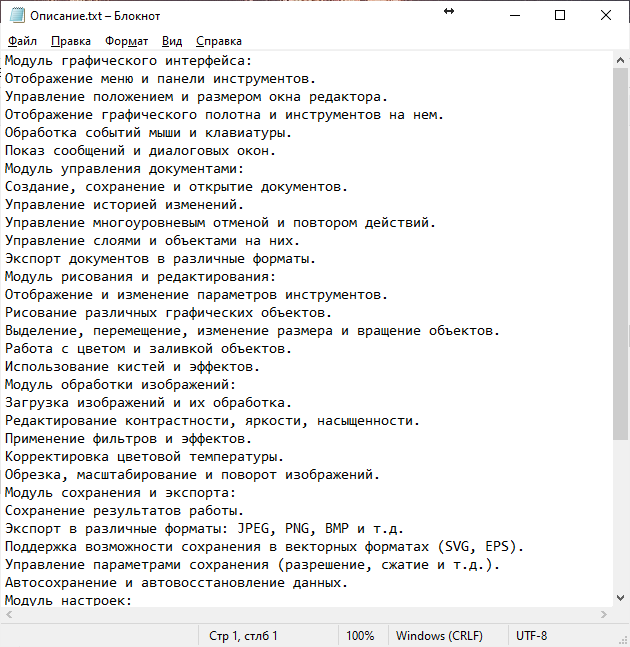 Описание.txt – Блокнот
Файл Правка Формат Вид Справка
Модуль графического интерфейса:
Отображение меню и панели инструментов.
Управление положением и размером окна редактора.
Отображение графического полотна и инструментов на нем.
Обработка событий мыши и клавиатуры.
Показ сообщений и диалоговых окон.
Модуль управления документами:
Создание, сохранение и открытие документов.
Управление историей изменений.
Управление многоуровневым отменой и повтором действий.
Управление слоями и объектами на них.
Экспорт документов в различные форматы.
Модуль рисования и редактирования:
Отображение и изменение параметров инструментов.
Рисование различных графических объектов.
Выделение, перемещение, изменение размера и вращение объектов.
Работа с цветом и заливкой объектов.
Использование кистей и эффектов.
Модуль обработки изображений:
Загрузка изображений и их обработка.
Редактирование контрастности, яркости, насыщенности.
Применение фильтров и эффектов.
Корректировка цветовой температуры.
Обрезка, масштабирование и поворот изображений.
Модуль сохранения и экспорта:
Сохранение результатов работы.
Экспорт в различные форматы: JPEG, PNG, BMP и т.д.
Поддержка возможности сохранения в векторных форматах (SVG, EPS).
Управление параметрами сохранения (разрешение, сжатие и т.д.).
Автосохранение и автовосстановление данных.
Модуль настроек:
Стр 1, стлб 1 100% Windows (CRLF) UTF-8